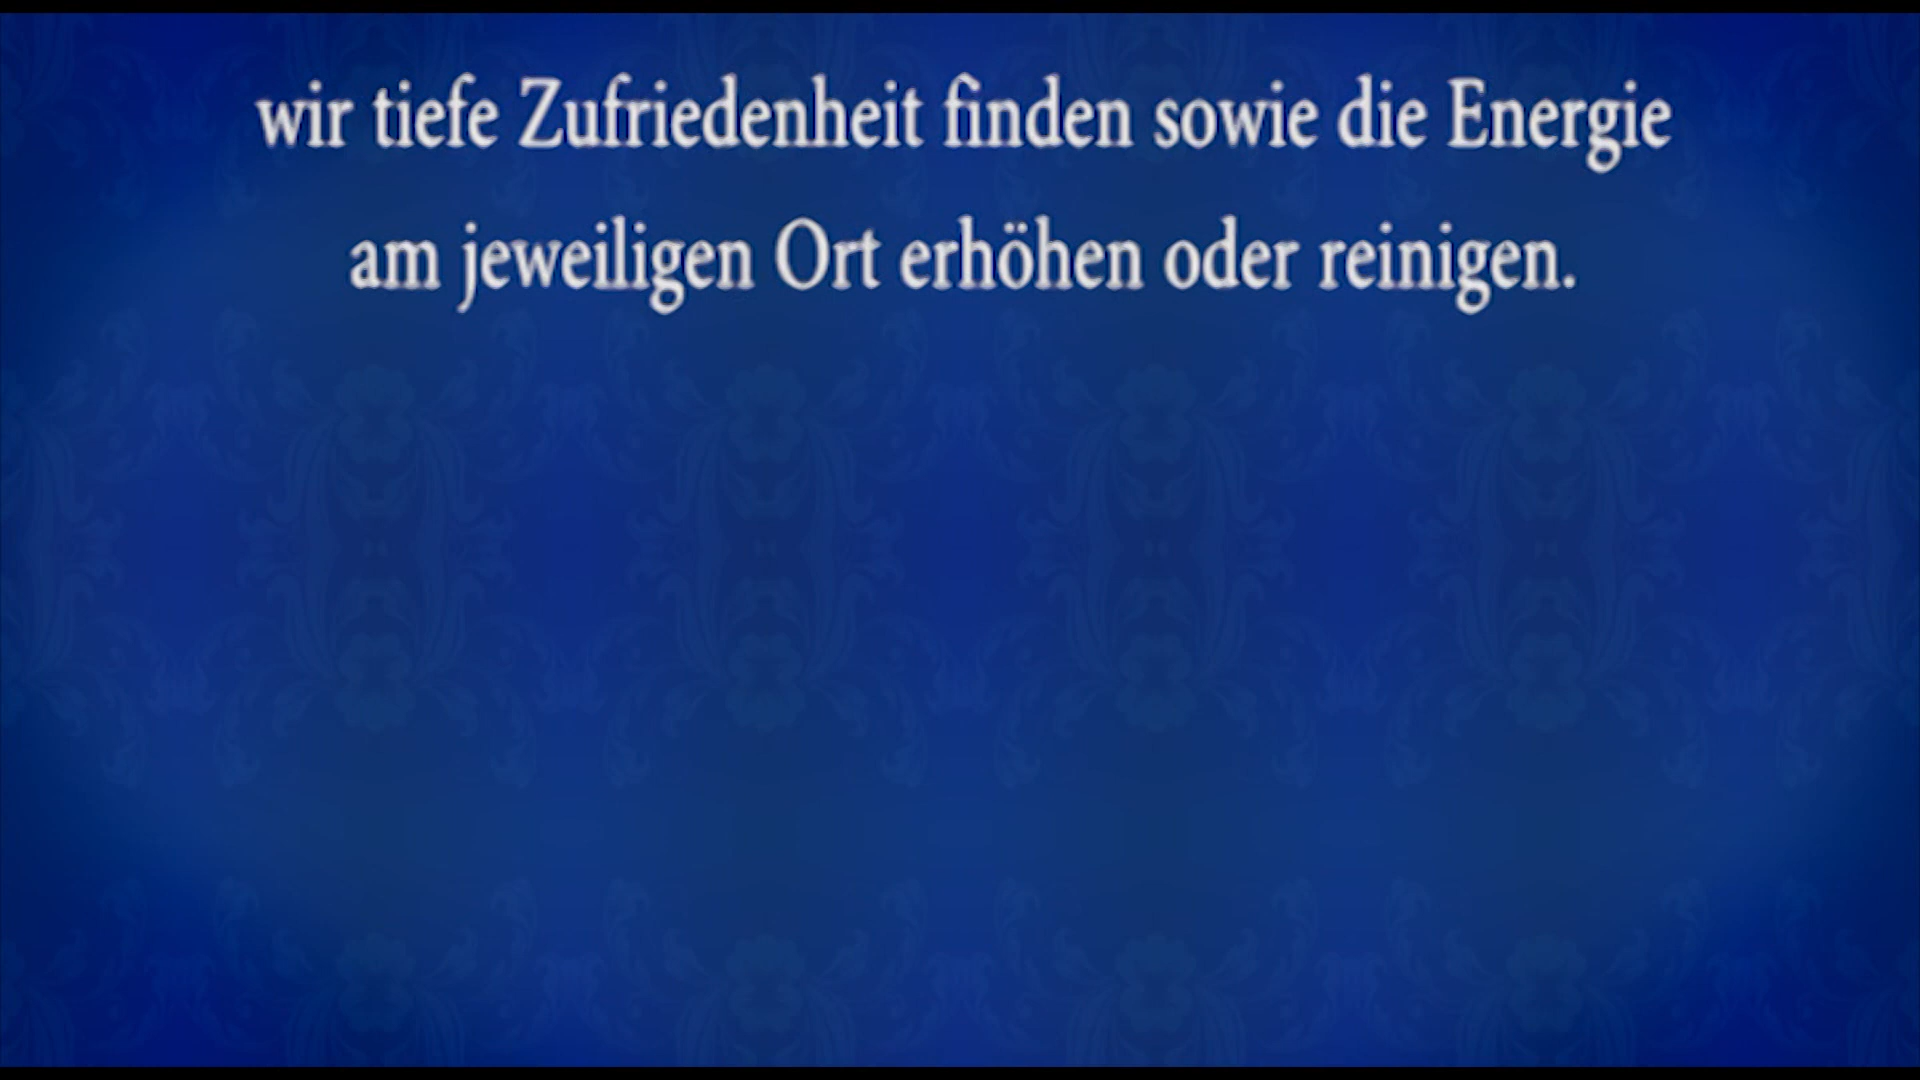 wir tiefe Zufriedenheit finden sowie die Energie
am jeweiligen Ort erhöhen oder reinigen.